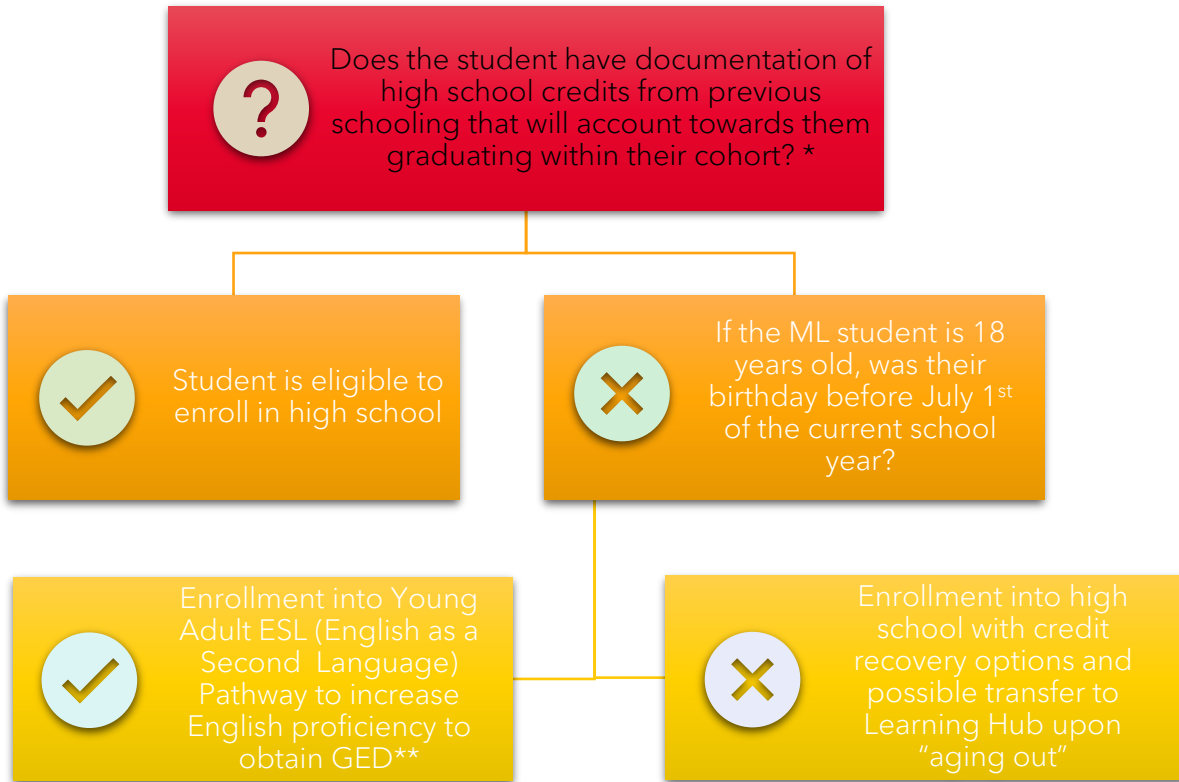 ?
Does the student have documentation of
high school credits from previous
schooling that will account towards them
graduating within their cohort? *
Student is eligible to
enroll in high school
If the ML student is 18
years old, was their
birthday before July 1st
of the current school
year?
Enrollment into Young
Adult ESL (English as a
Second Language)
Pathway to increase
English proficiency to
obtain GED**
Enrollment into high
school with credit
recovery options and
possible transfer to
Learning Hub upon
“aging out”